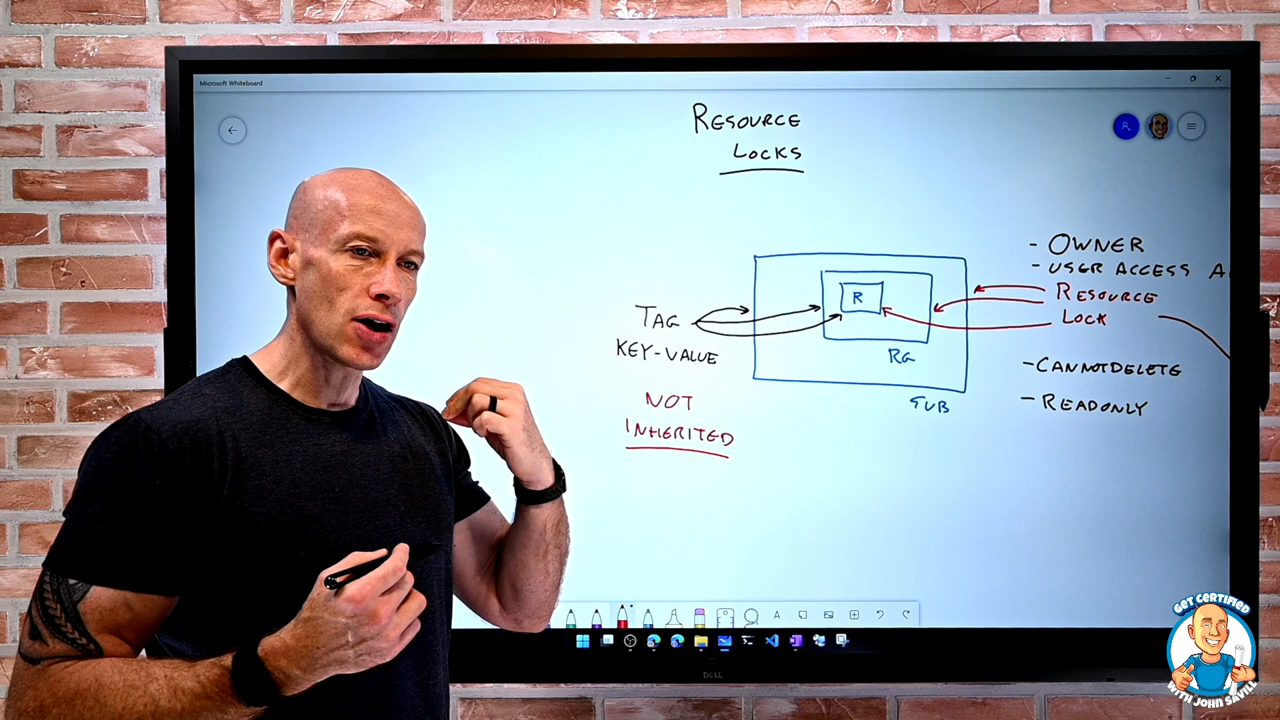 Microsoft Whiteboard
RESOURCE
LOCKS
- OWNER
- USER ACCESS A
RESOURCE
LOCK
- CANNOTDELETE
- READONLY
R
RG
SUB
TAG
KEY-VALUE
NOT
INHERITED
DELL
GET CERTIFIED
WITH JOHN SAVILL